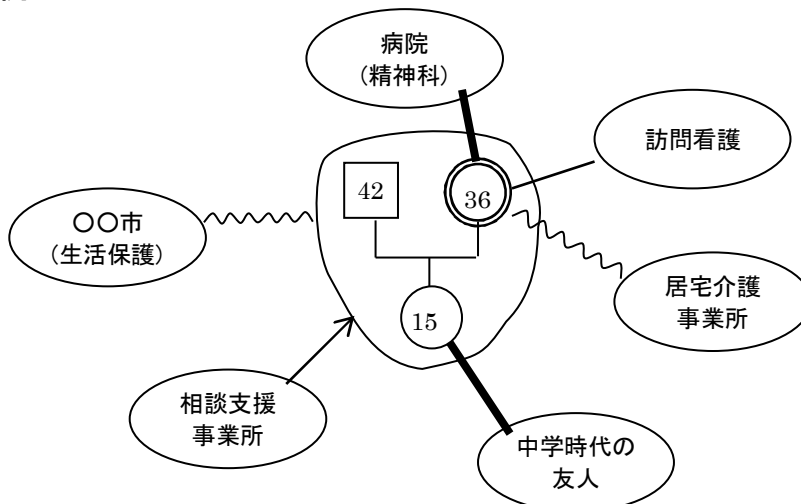 病院
（精神科）
訪問看護
42
36
〇〇市
（生活保護）
居宅介護
事業所
15
相談支援
事業所
中学時代の
友人